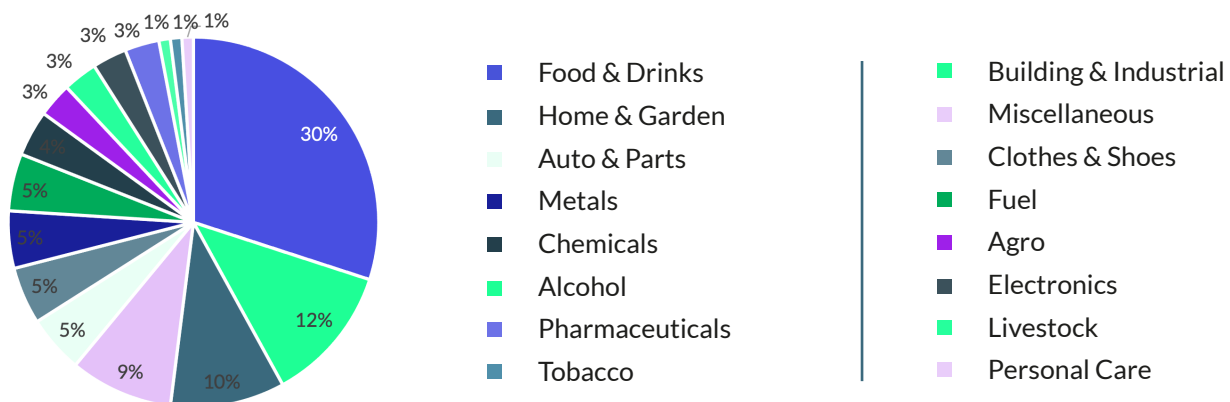 3% 3% 1% 1% 1%
3%
3%
4%
5%
5%
5%
5%
9%
10%
12%
30%
Food & Drinks
Home & Garden
Auto & Parts
Metals
Chemicals
Alcohol
Pharmaceuticals
Tobacco
Building & Industrial
Miscellaneous
Clothes & Shoes
Fuel
Agro
Electronics
Livestock
Personal Care